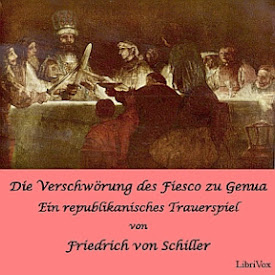 Die Verschwörung des Fiesco zu Genua
Ein republikanisches Trauerspiel
von
Friedrich von Schiller
LibriVox